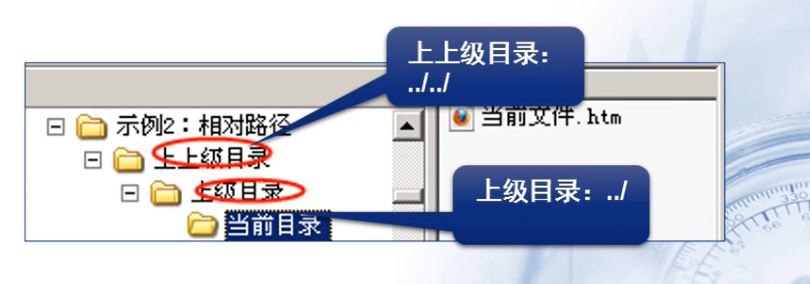 上上级目录：
../../
示例2：相对路径
当前文件.htm
上上级目录
上级目录
上级目录：../
当前目录